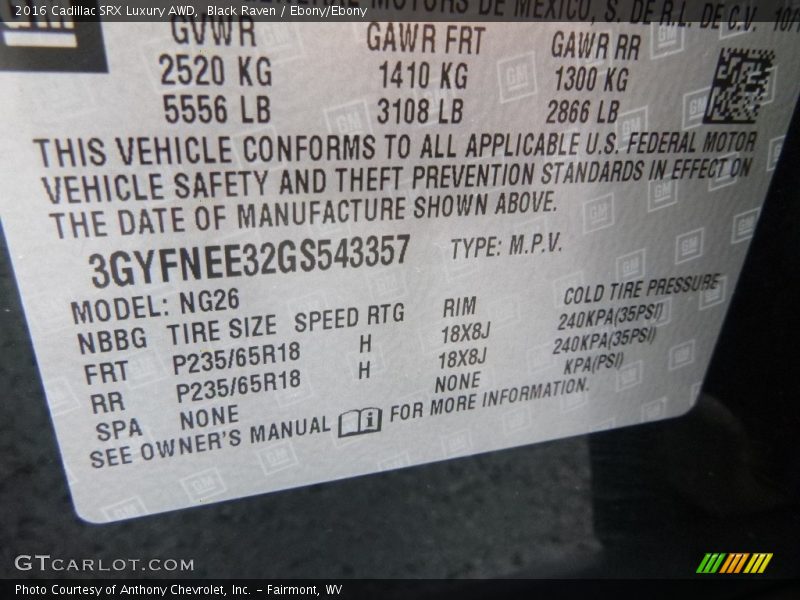 2016 Cadillac SRX Luxury AWD, Black Raven / Ebony/Ebony
MOTORS DE MEXICO, S. DE R.L. DE C.V.
GVWR GAWR FRT GAWR RR
2520 KG 1410 KG 1300 KG
5556 LB 3108 LB 2866 LB
THIS VEHICLE CONFORMS TO ALL APPLICABLE U.S. FEDERAL MOTOR
VEHICLE SAFETY AND THEFT PREVENTION STANDARDS IN EFFECT ON
THE DATE OF MANUFACTURE SHOWN ABOVE.
3GYFNEE32GS543357 TYPE: M.P.V.
MODEL: NG26
NBBG TIRE SIZE SPEED RTG RIM COLD TIRE PRESSURE
FRT P235/65R18 H 18X8J 240KPA(35PSI)
RR P235/65R18 H 18X8J 240KPA(35PSI)
SPA NONE NONE KPA(PSI)
SEE OWNER'S MANUAL i FOR MORE INFORMATION.
GTCARLOT.COM
Photo Courtesy of Anthony Chevrolet, Inc. – Fairmont, WV